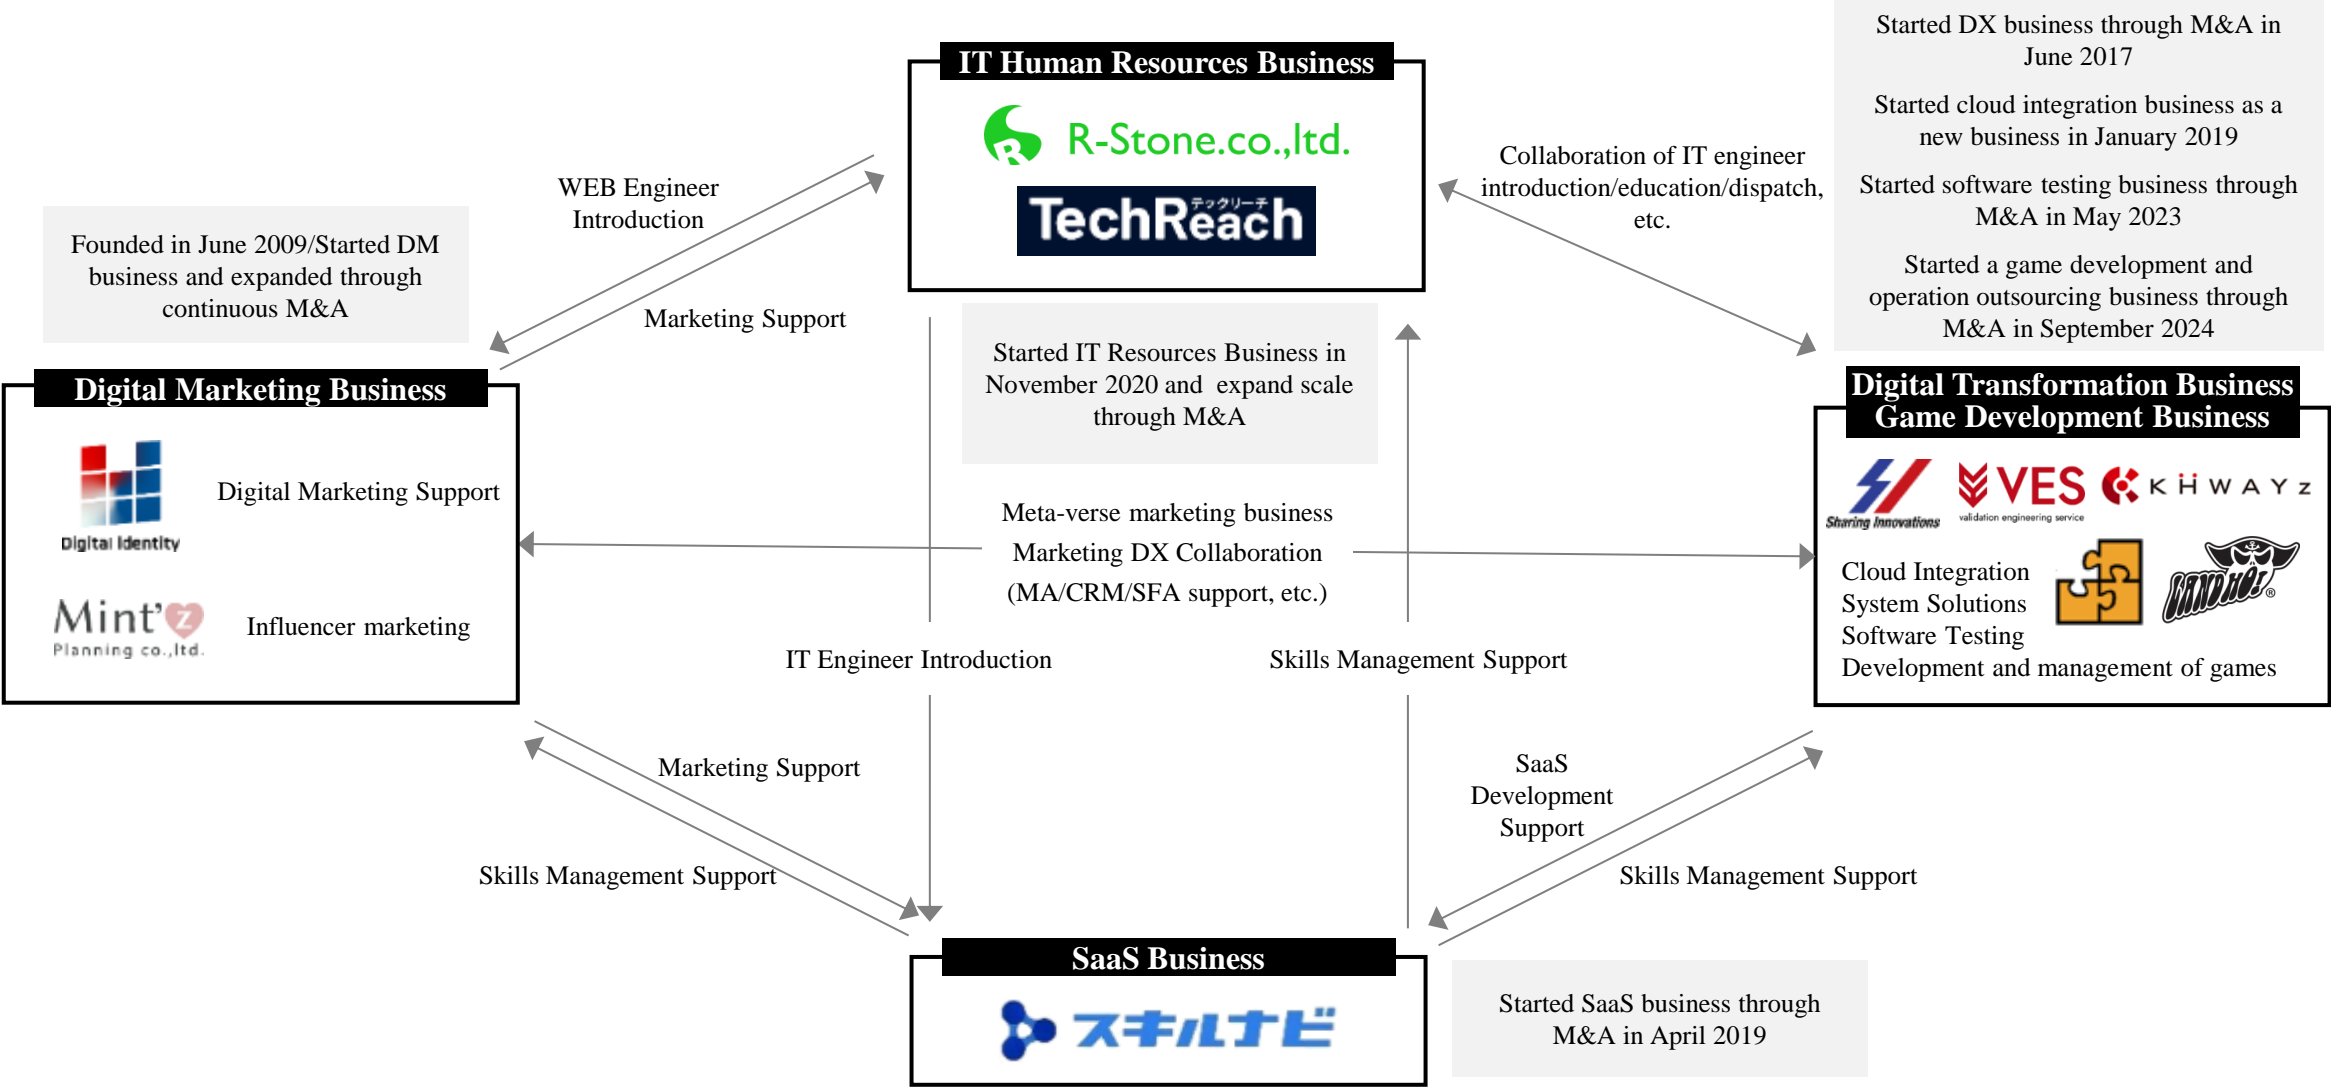 Started DX business through M&A in
June 2017
Started cloud integration business as a
new business in January 2019
Started software testing business through
M&A in May 2023
Started a game development and
operation outsourcing business through
M&A in September 2024
IT Human Resources Business
R-Stone.co.,ltd.
テックリーチ
TechReach
Collaboration of IT engineer
introduction/education/dispatch,
etc.
WEB Engineer
Introduction
Marketing Support
Founded in June 2009/Started DM
business and expanded through
continuous M&A
Started IT Resources Business in
November 2020 and expand scale
through M&A
Digital Marketing Business
Digital Identity
Digital Marketing Support
Mint'z
Planning co.,ltd.
Influencer marketing
Meta-verse marketing business
Marketing DX Collaboration
(MA/CRM/SFA support, etc.)
Digital Transformation Business
Game Development Business
Sharing Innovations
VES
validation engineering service
KHWAYZ
Cloud Integration
System Solutions
Software Testing
Development and management of games
LAND HO!
®
IT Engineer Introduction
Skills Management Support
Marketing Support
Skills Management Support
SaaS
Development
Support
Skills Management Support
SaaS Business
スキルナビ
Started SaaS business through
M&A in April 2019